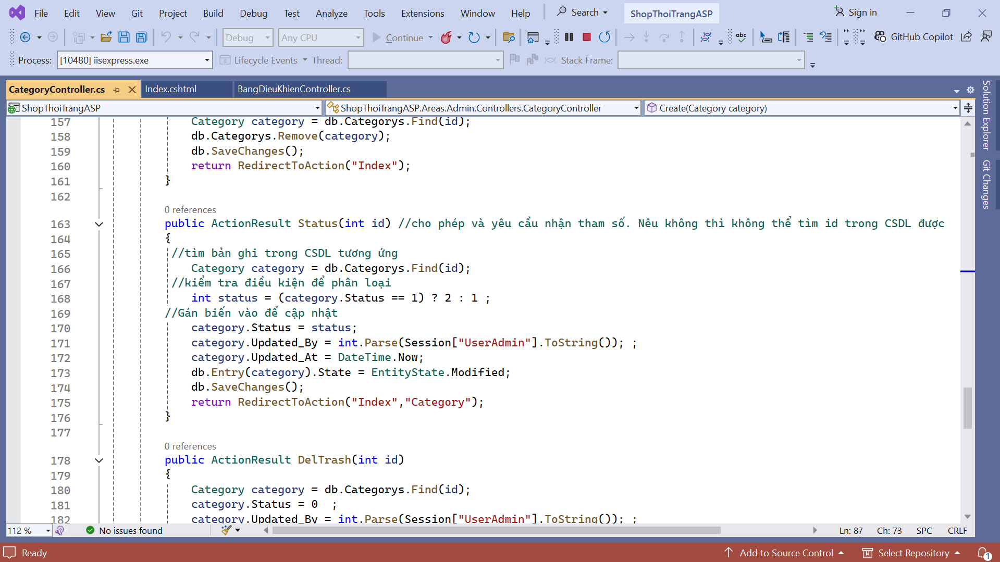 File Edit View Git Project Build Debug Test Analyze Tools Extensions Window Help Search ShopThoiTrangASP Sign in
Debug Any CPU Continue abc GitHub Copilot
Process: [10480] iisexpress.exe Lifecycle Events Thread: Stack Frame:
CategoryController.cs Index.cshtml BangDieuKhienController.cs
ShopThoiTrangASP ShopThoiTrangASP.Areas.Admin.Controllers.CategoryController Create(Category category)
157 Category category = db.Categorys.Find(id);
158 db.Categorys.Remove(category);
159 db.SaveChanges();
160 return RedirectToAction("Index");
161 }
162
0 references
163 public ActionResult Status(int id) //cho phép và yêu cầu nhận tham số. Nêu không thì không thể tìm id trong CSDL được
164 {
165 //tìm bản ghi trong CSDL tương ứng
166 Category category = db.Categorys.Find(id);
167 //kiểm tra điều kiện để phân loại
168 int status = (category.Status == 1) ? 2 : 1 ;
169 //Gán biến vào để cập nhật
170 category.Status = status;
171 category.Updated_By = int.Parse(Session["UserAdmin"].ToString()); ;
172 category.Updated_At = DateTime.Now;
173 db.Entry(category).State = EntityState.Modified;
174 db.SaveChanges();
175 return RedirectToAction("Index","Category");
176 }
177
0 references
178 public ActionResult DelTrash(int id)
179 {
180 Category category = db.Categorys.Find(id);
181 category.Status = 0 ;
182 category.Updated_By = int.Parse(Session["UserAdmin"].ToString()); ;
112 % No issues found Ln: 87 Ch: 73 SPC CRLF
Ready Add to Source Control Select Repository 1
Solution Explorer
Git Changes